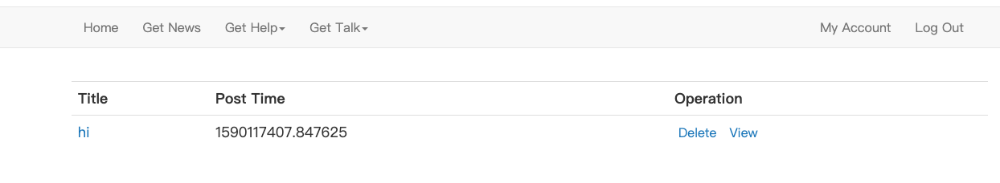 Home Get News Get Help Get Talk My Account Log Out
Title Post Time Operation
hi 1590117407.847625 Delete View